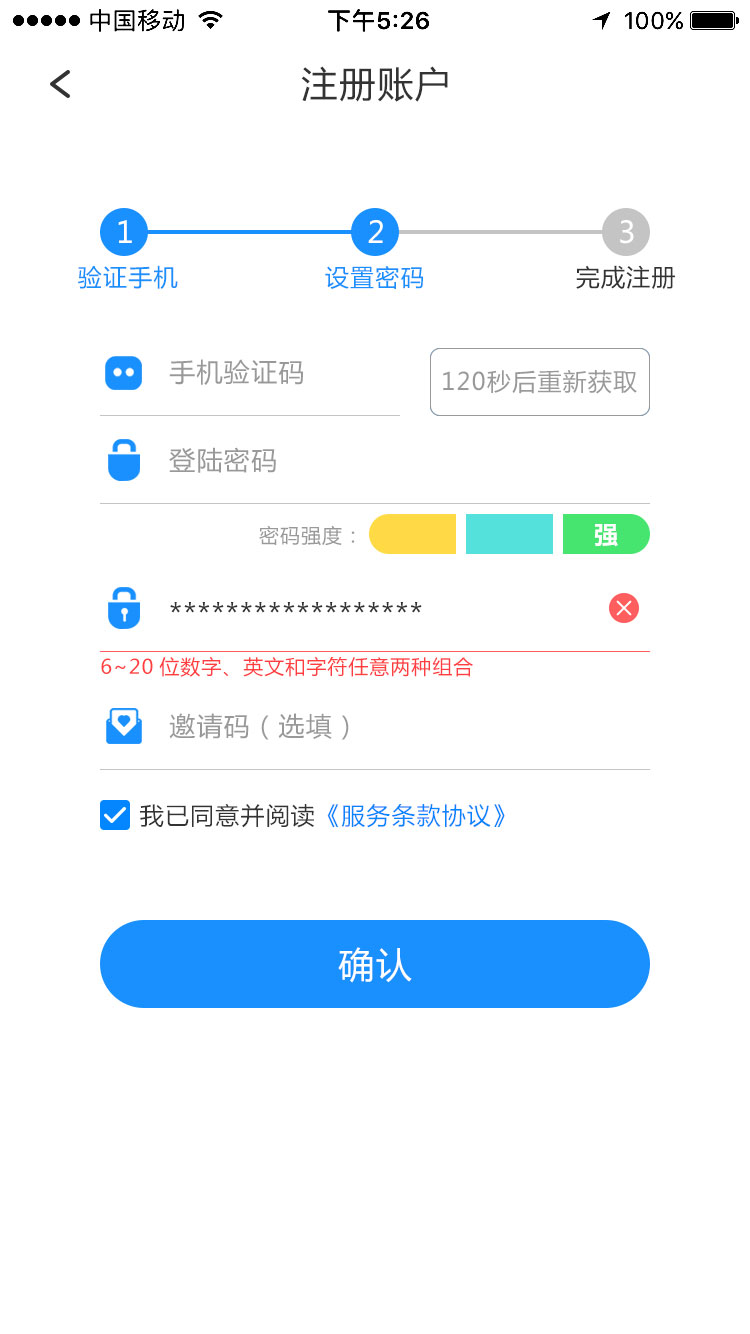 中国移动 下午5:26 100%
注册账户
1 2 3
验证手机 设置密码 完成注册
手机验证码 120秒后重新获取
登陆密码
密码强度： 强
******************
6~20 位数字、英文和字符任意两种组合
邀请码（选填）
我已同意并阅读《服务条款协议》
确认